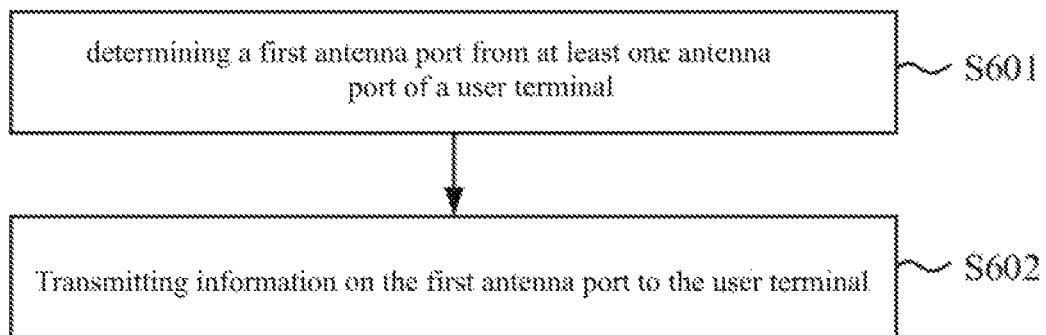 determining a first antenna port from at least one antenna
port of a user terminal
S601
Transmitting information on the first antenna port to the user terminal
S602